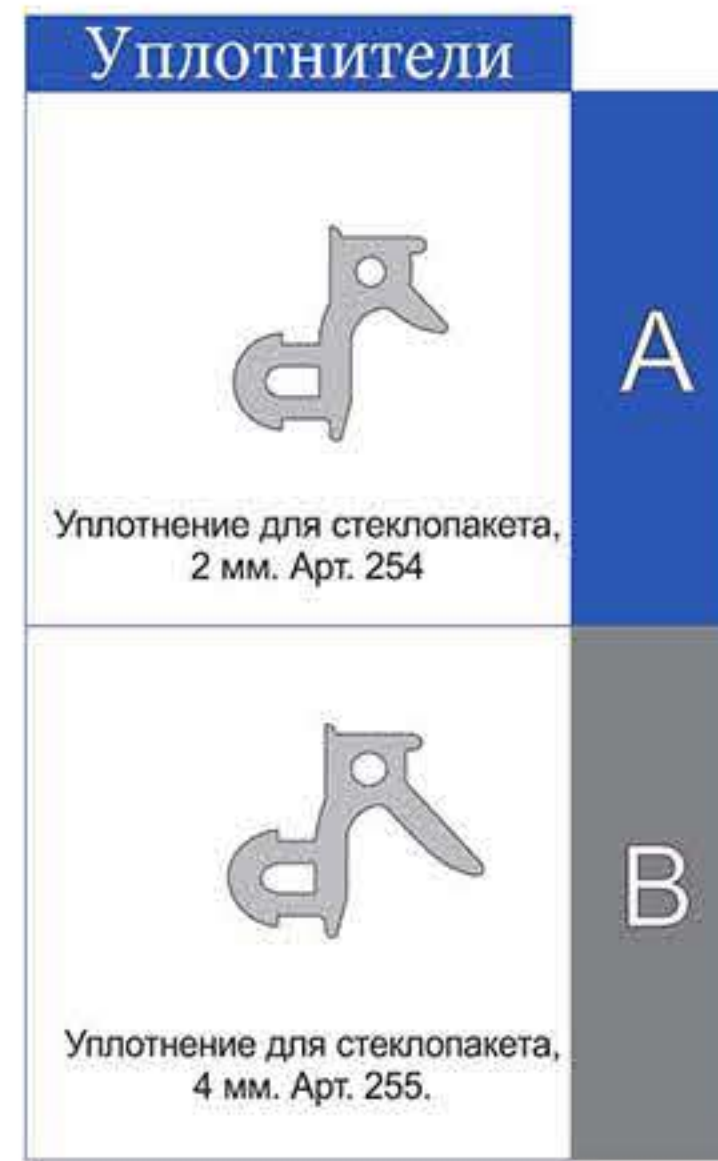 Уплотнители
A
Уплотнение для стеклопакета,
2 мм. Арт. 254
B
Уплотнение для стеклопакета,
4 мм. Арт. 255.